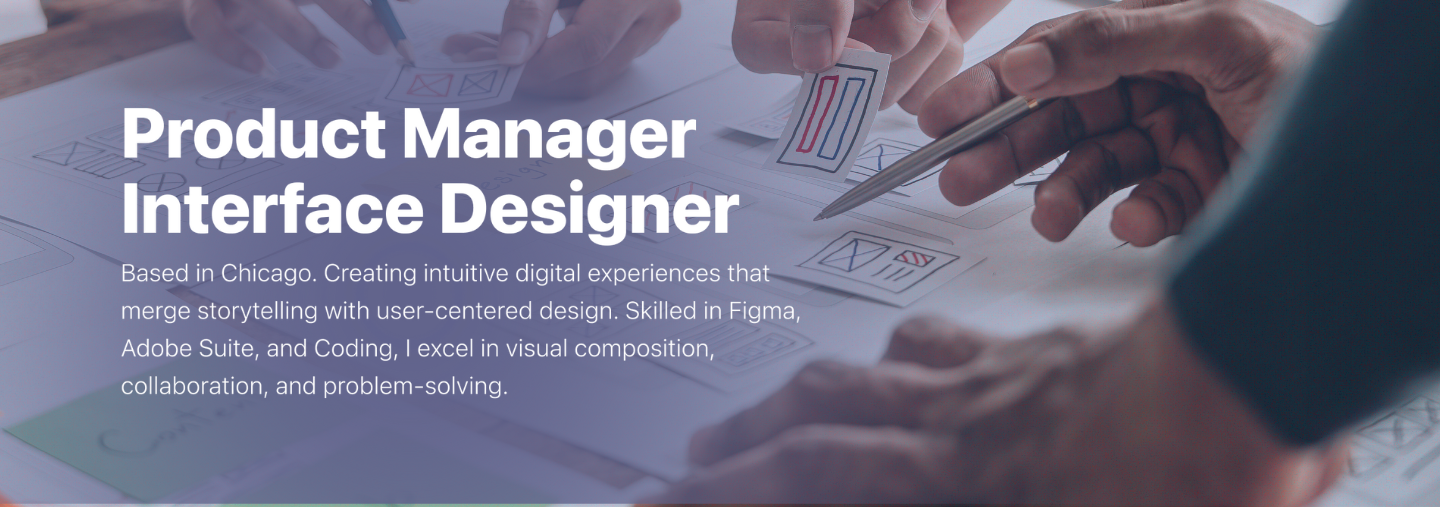 Product Manager
Interface Designer
Based in Chicago. Creating intuitive digital experiences that
merge storytelling with user-centered design. Skilled in Figma,
Adobe Suite, and Coding, I excel in visual composition,
collaboration, and problem-solving.